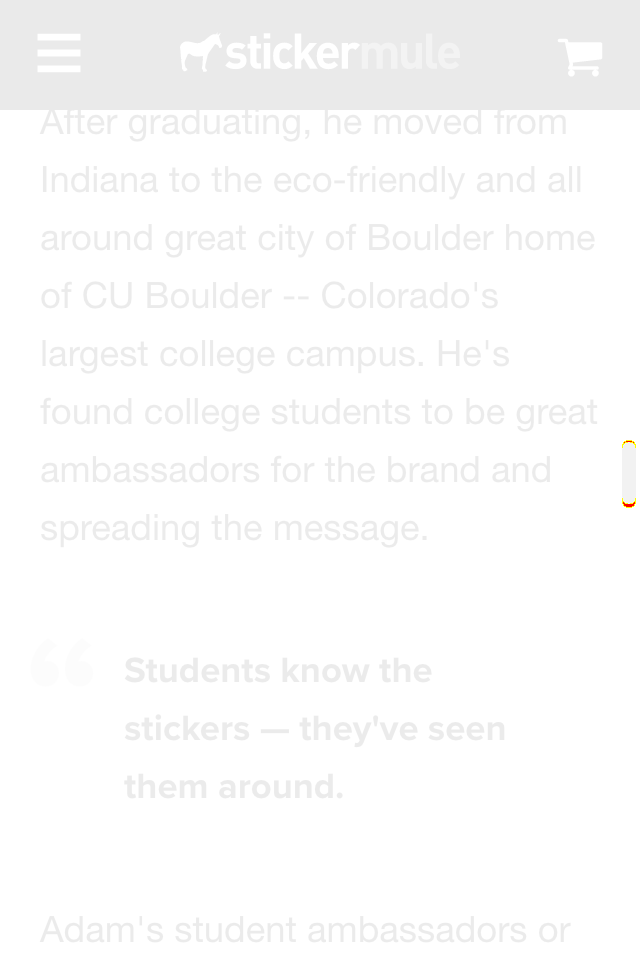 stickermule
After graduating, he moved from
Indiana to the eco-friendly and all
around great city of Boulder home
of CU Boulder -- Colorado's
largest college campus. He's
found college students to be great
ambassadors for the brand and
spreading the message.
“
Students know the
stickers — they've seen
them around.
Adam's student ambassadors or